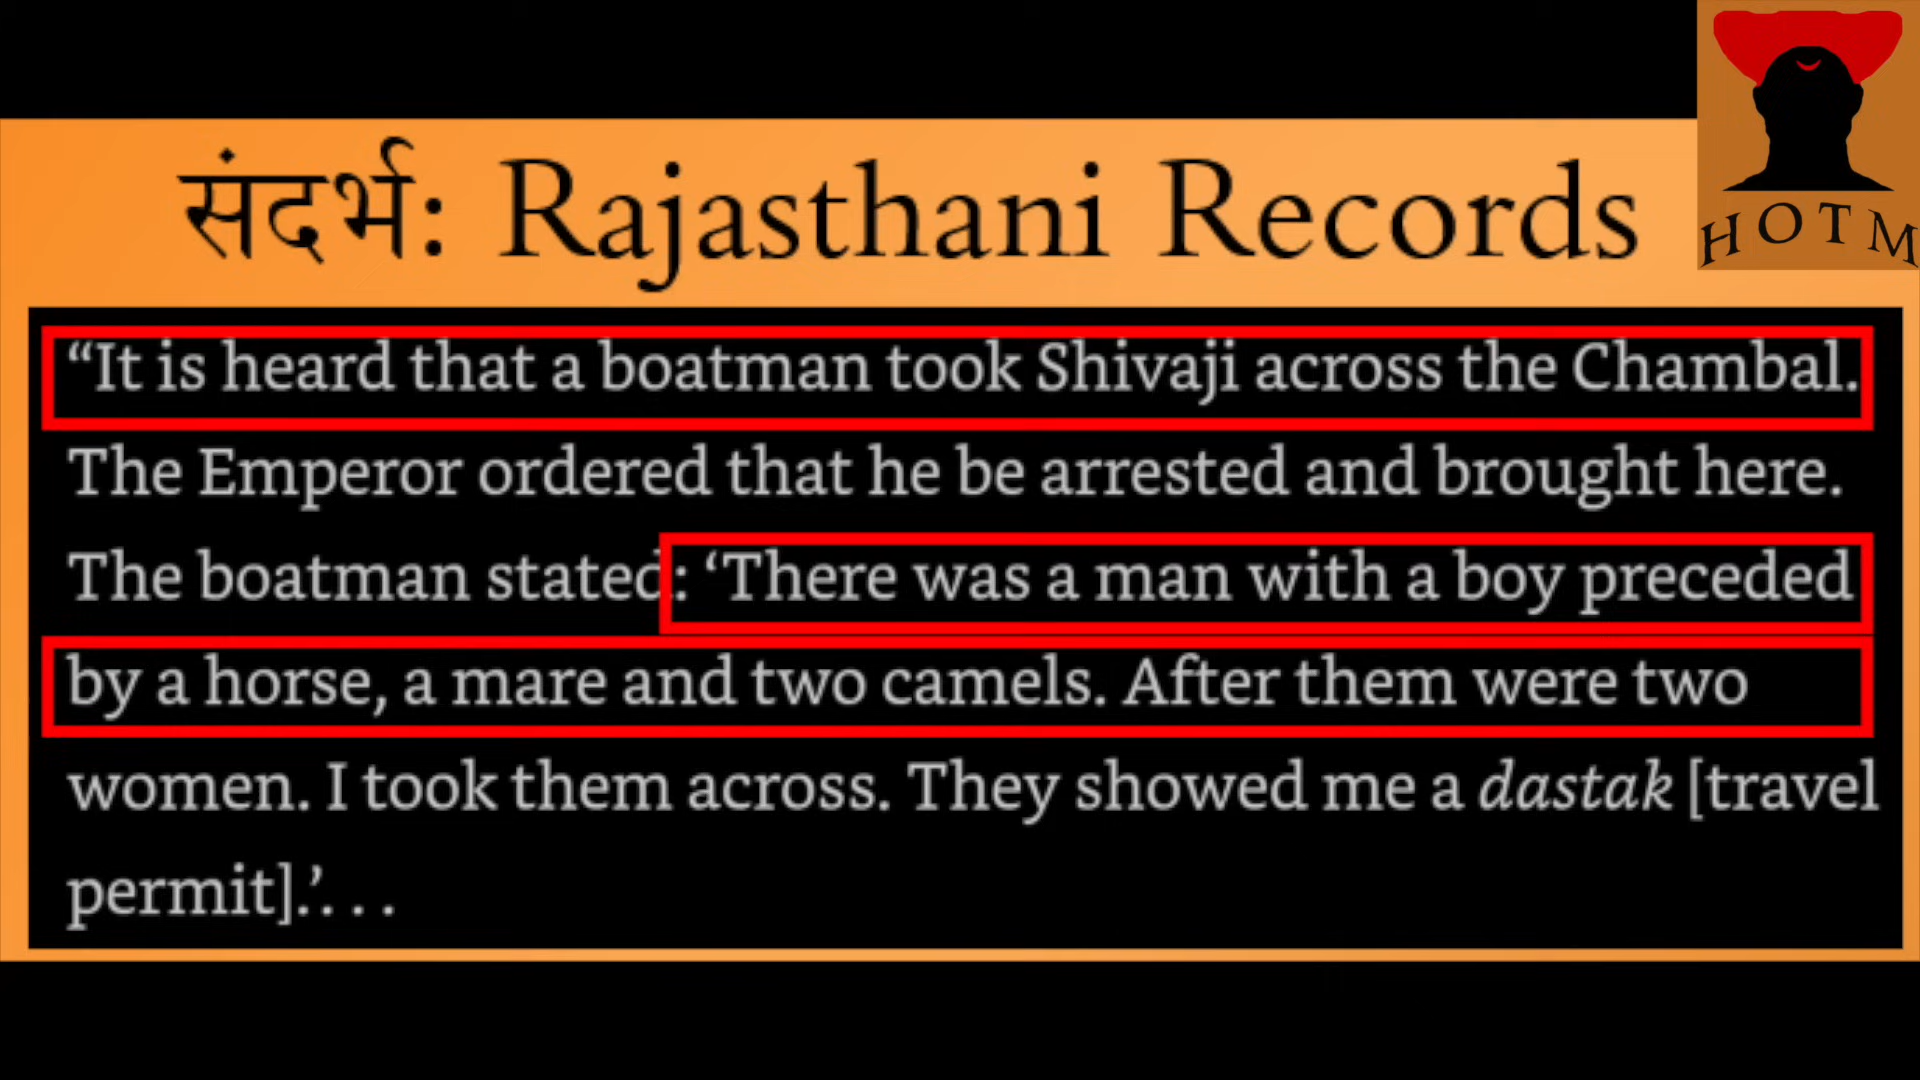 संदर्भ: Rajasthani Records
HOTM
“It is heard that a boatman took Shivaji across the Chambal.
The Emperor ordered that he be arrested and brought here.
The boatman stated: ‘There was a man with a boy preceded
by a horse, a mare and two camels. After them were two
women. I took them across. They showed me a dastak [travel
permit].’. . .